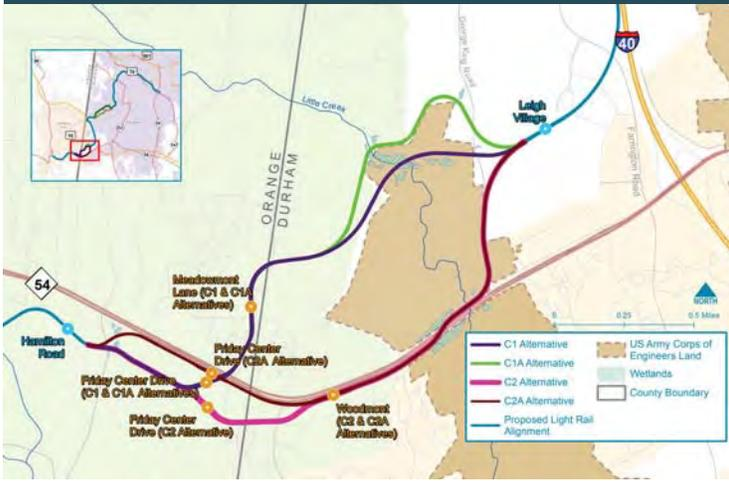 40
Little Creek
George King Road
Leigh
Village
Farrington Road
ORANGE
DURHAM
54
Meadowmont
Lane (C1 & C1A
Alternatives)
NORTH
0 0.25 0.5 Miles
Hamilton
Road
Friday Center
Drive (C2A Alternative)
Friday Center Drive
(C1 & C1A Alternatives)
Friday Center
Drive (C2 Alternative)
Woodmont
(C2 & C2A
Alternatives)
C1 Alternative
C1A Alternative
C2 Alternative
C2A Alternative
Proposed Light Rail
Alignment
US Army Corps of
Engineers Land
Wetlands
County Boundary